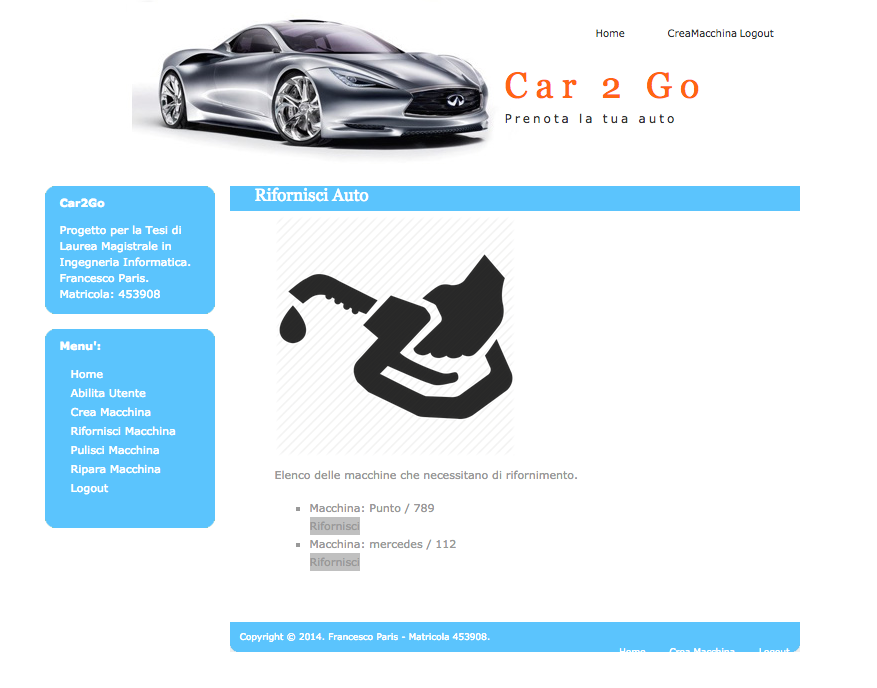 Home CreaMacchina Logout
Car 2 Go
Prenota la tua auto
Car2Go
Progetto per la Tesi di
Laurea Magistrale in
Ingegneria Informatica.
Francesco Paris.
Matricola: 453908
Menu':
Home
Abilita Utente
Crea Macchina
Rifornisci Macchina
Pulisci Macchina
Ripara Macchina
Logout
Rifornisci Auto
Elenco delle macchine che necessitano di rifornimento.
Macchina: Punto / 789
Rifornisci
Macchina: mercedes / 112
Rifornisci
Copyright © 2014. Francesco Paris - Matricola 453908.
Home Crea Macchina Logout